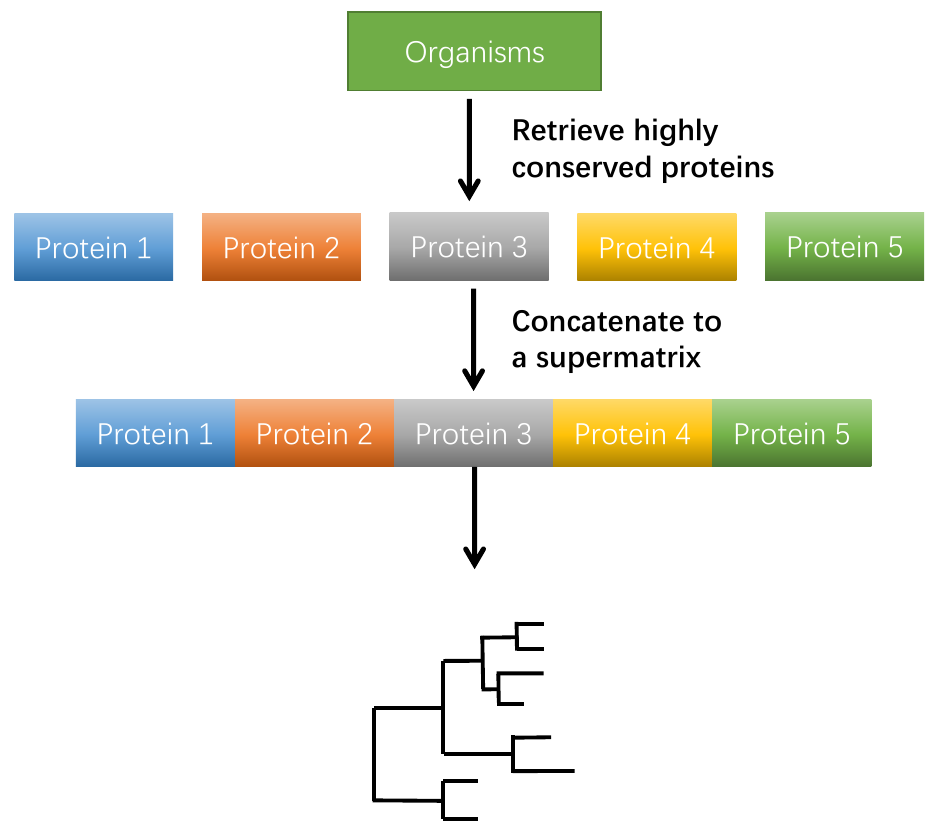 Organisms
Retrieve highly
conserved proteins
Protein 1
Protein 2
Protein 3
Protein 4
Protein 5
Concatenate to
a supermatrix
Protein 1
Protein 2
Protein 3
Protein 4
Protein 5